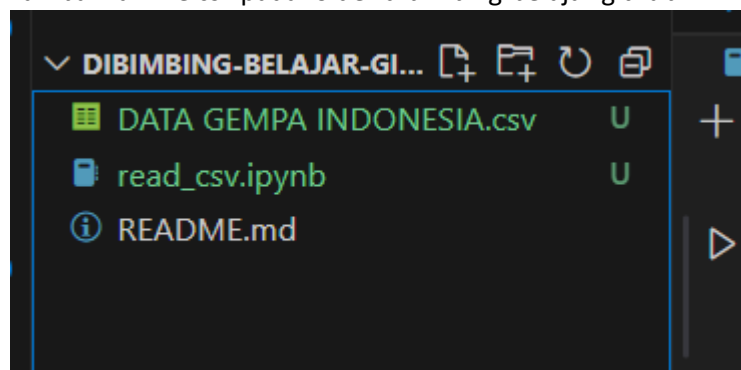 DIBIMBING-BELAJAR-GI...
DATA GEMPA INDONESIA.csv U
read_csv.ipynb U
README.md